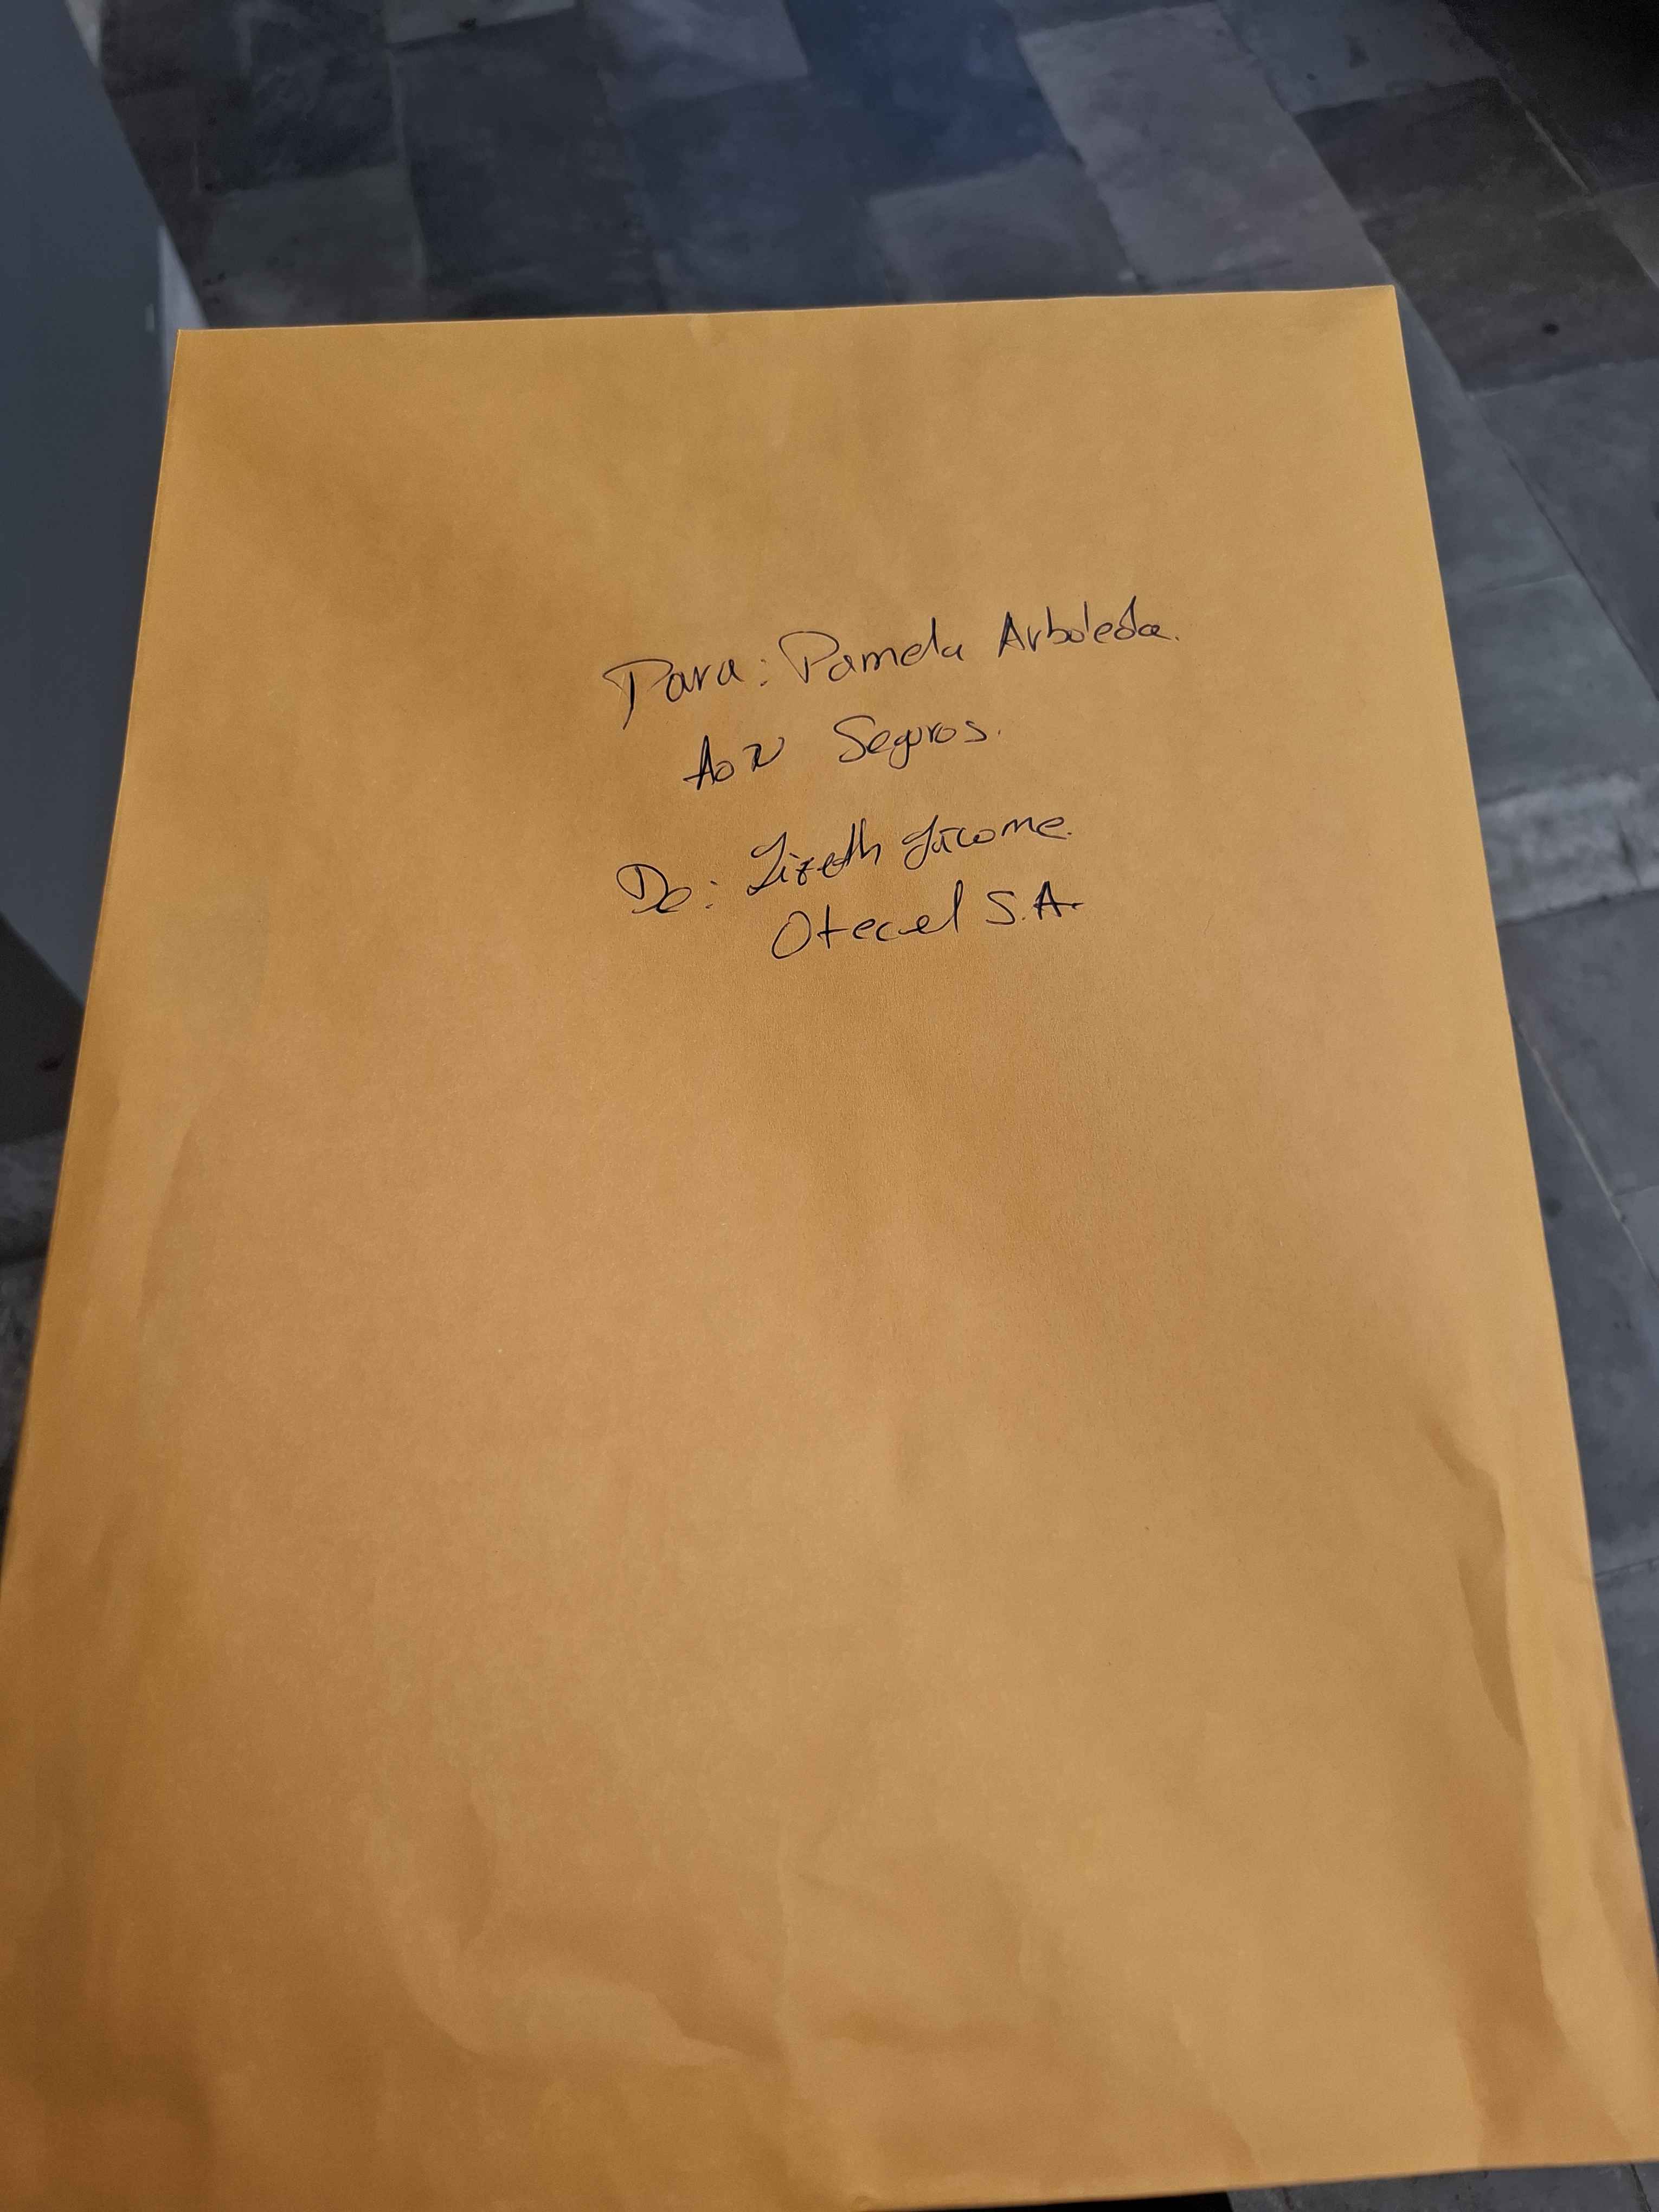 Para: Pamela Arboleda.
AON Seguros.
De: Lizeth Jácome.
Otecel S.A.